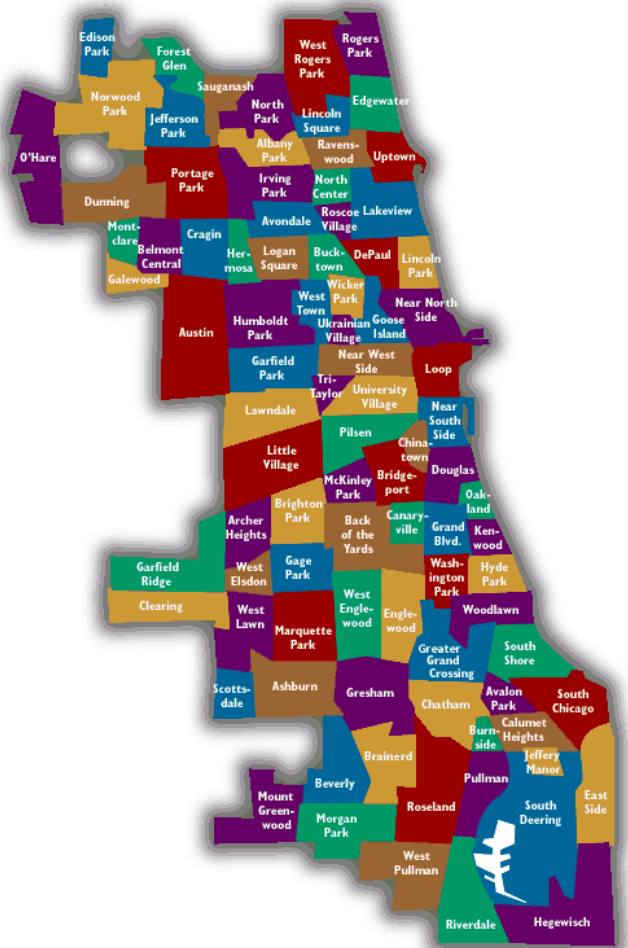 Edison
Park
Forest
Glen
West
Rogers
Park
Rogers
Park
Norwood
Park
Jefferson
Park
Sauganash
North
Park
Lincoln
Square
Edgewater
O'Hare
Portage
Park
Albany
Park
Ravens-
wood
Uptown
Dunning
Irving
Park
North
Center
Roscoe
Village
Lakeview
Mont-
clare
Belmont
Central
Cragin
Avondale
Her-
mosa
Logan
Square
Buck-
town
DePaul
Lincoln
Park
Galewood
Austin
Humboldt
Park
West
Town
Wicker
Park
Ukrainian
Village
Goose
Island
Near North
Side
Garfield
Park
Near West
Side
Loop
Tri-
Taylor
University
Village
Lawndale
Near
South
Side
Pilsen
China-
town
Little
Village
McKinley
Park
Bridge-
port
Douglas
Brighton
Park
Archer
Heights
Back
of the
Yards
Canary-
ville
Oak-
land
Grand
Blvd.
Ken-
wood
Garfield
Ridge
West
Elsdon
Gage
Park
Wash-
ington
Park
Hyde
Park
Clearing
West
Lawn
Marquette
Park
West
Engle-
wood
Engle-
wood
Woodlawn
Greater
Grand
Crossing
South
Shore
Scotts-
dale
Ashburn
Gresham
Chatham
Avalon
Park
South
Chicago
Burn-
side
Calumet
Heights
Brainerd
Jeffery
Manor
Beverly
Pullman
Mount
Green-
wood
Morgan
Park
Roseland
South
Deering
East
Side
West
Pullman
Riverdale
Hegewisch